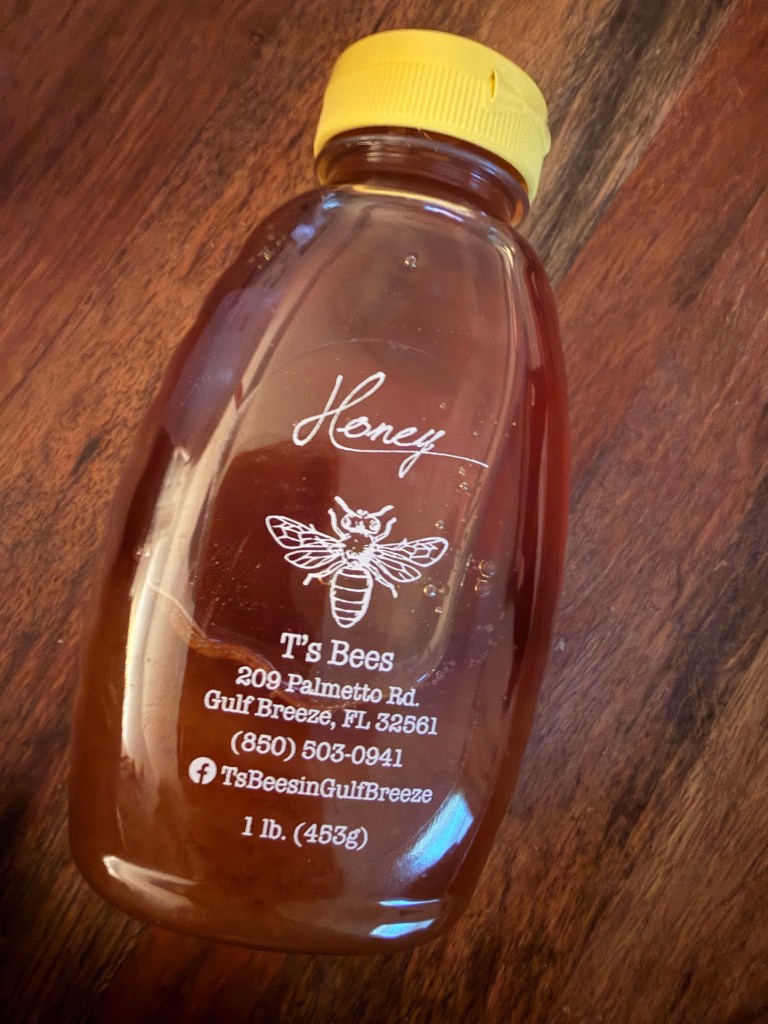 Honey
T's Bees
209 Palmetto Rd.
Gulf Breeze, FL 32561
(850) 503-0941
TsBeesinGulfBreeze
1 lb. (453g)